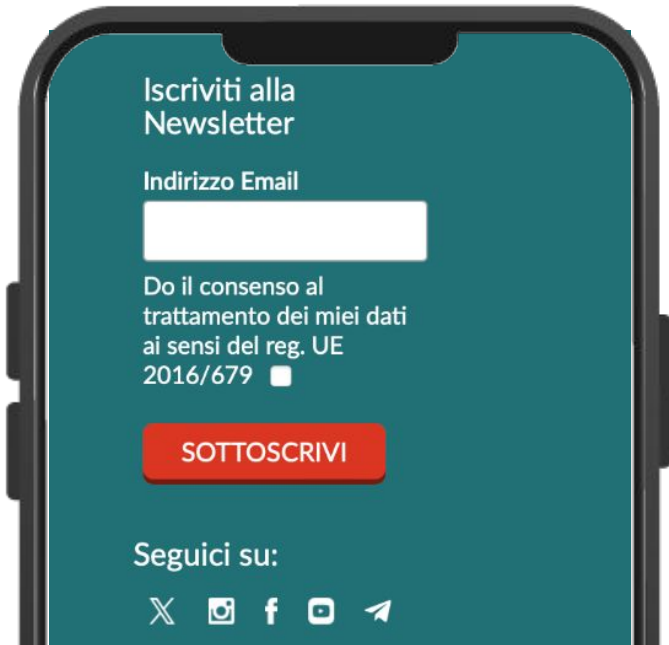 Iscriviti alla
Newsletter
Indirizzo Email
Do il consenso al
trattamento dei miei dati
ai sensi del reg. UE
2016/679
SOTTOSCRIVI
Seguici su: